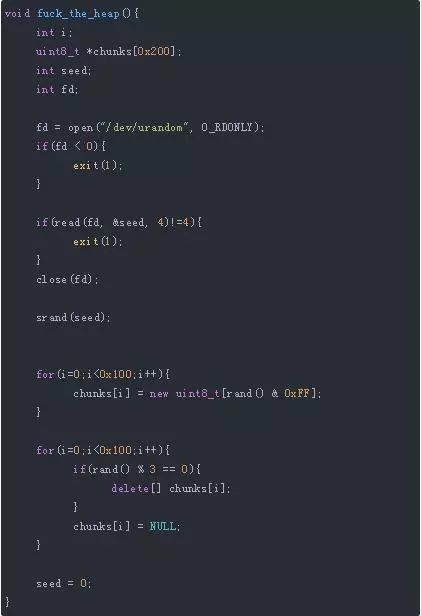 void fuck_the_heap(){
int i;
uint8_t *chunks[0x200];
int seed;
int fd;
fd = open("/dev/urandom", O_RDONLY);
if(fd < 0){
exit(1);
}
if(read(fd, &seed, 4)!=4){
exit(1);
}
close(fd);
srand(seed);
for(i=0;i<0x100;i++){
chunks[i] = new uint8_t[rand() & 0xFF];
}
for(i=0;i<0x100;i++){
if(rand() % 3 == 0){
delete[] chunks[i];
}
chunks[i] = NULL;
}
seed = 0;
}